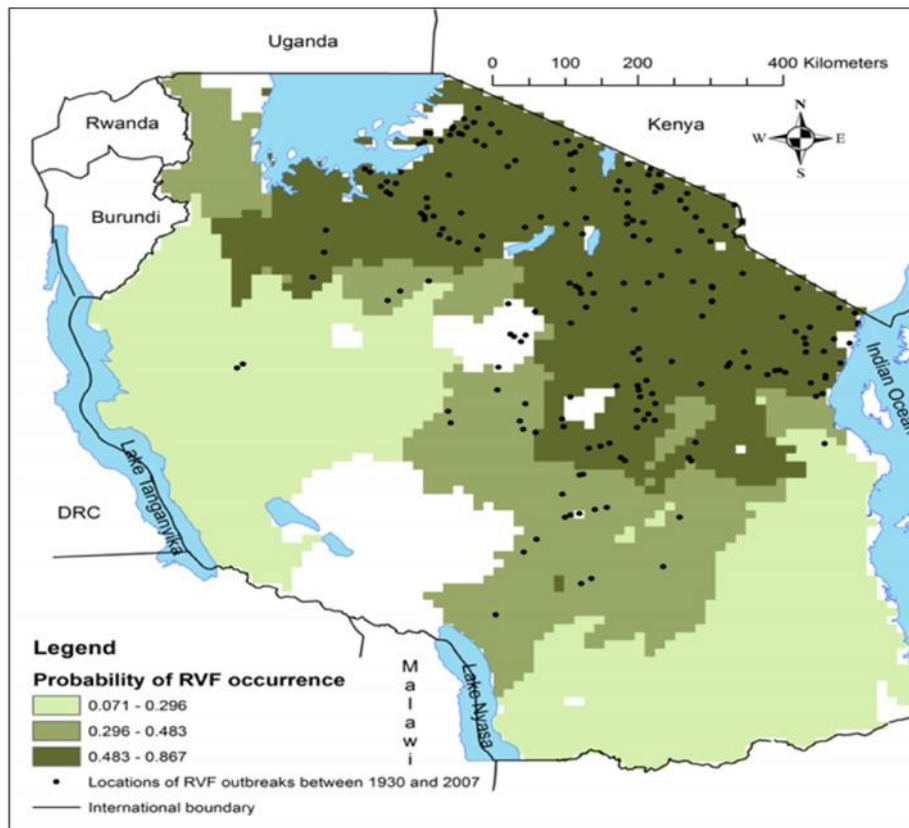 Uganda
0 100 200 400 Kilometers
Rwanda
Kenya
N
W E
S
Burundi
Indian Ocean
Lake Tanganyika
DRC
Legend
Probability of RVF occurrence
0.071 - 0.296
0.296 - 0.483
0.483 - 0.867
Locations of RVF outbreaks between 1930 and 2007
International boundary
Malawi
Lake Nyasa